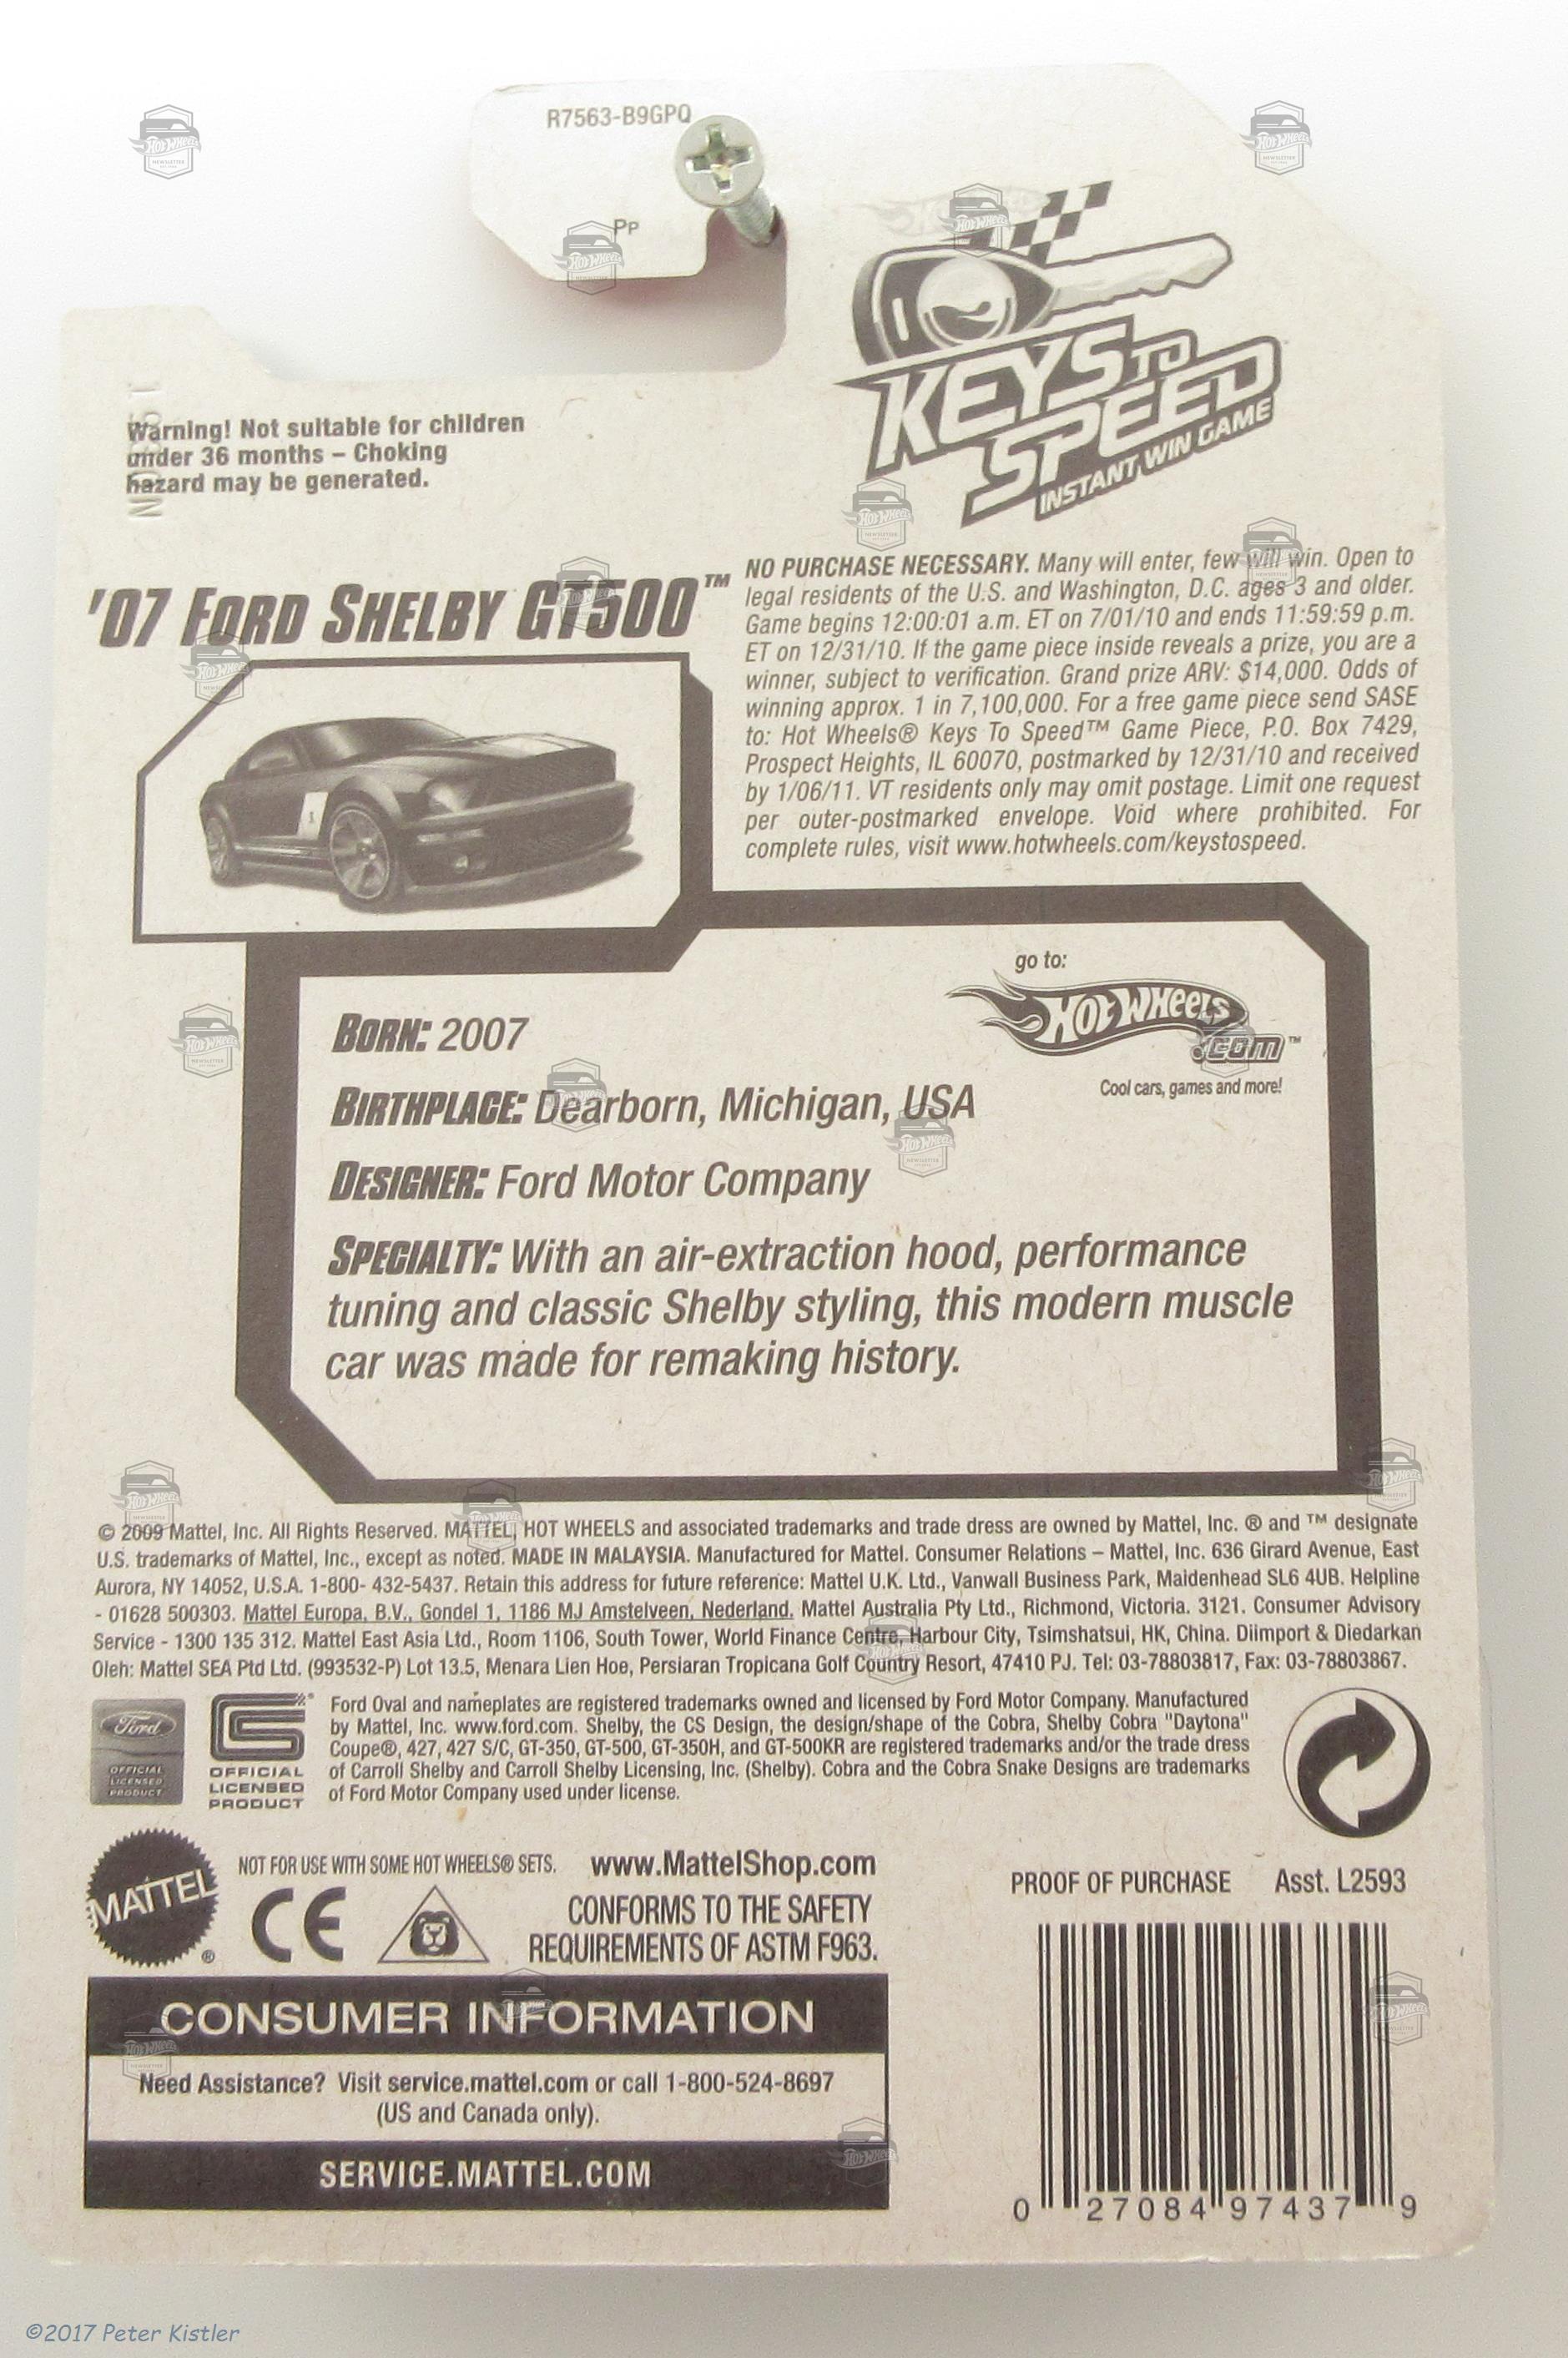 R7563-B9GPQ
Pp
KEYS TO
SPEED
INSTANT WIN GAME
Warning! Not suitable for children
under 36 months – Choking
hazard may be generated.
'07 FORD SHELBY GT500™
NO PURCHASE NECESSARY. Many will enter, few will win. Open to
legal residents of the U.S. and Washington, D.C. ages 3 and older.
Game begins 12:00:01 a.m. ET on 7/01/10 and ends 11:59:59 p.m.
ET on 12/31/10. If the game piece inside reveals a prize, you are a
winner, subject to verification. Grand prize ARV: $14,000. Odds of
winning approx. 1 in 7,100,000. For a free game piece send SASE
to: Hot Wheels® Keys To Speed™ Game Piece, P.O. Box 7429,
Prospect Heights, IL 60070, postmarked by 12/31/10 and received
by 1/06/11. VT residents only may omit postage. Limit one request
per outer-postmarked envelope. Void where prohibited. For
complete rules, visit www.hotwheels.com/keystospeed.
go to:
HOT WHEELS
.com™
Cool cars, games and more!
BORN: 2007
BIRTHPLACE: Dearborn, Michigan, USA
DESIGNER: Ford Motor Company
SPECIALTY: With an air-extraction hood, performance
tuning and classic Shelby styling, this modern muscle
car was made for remaking history.
© 2009 Mattel, Inc. All Rights Reserved. MATTEL, HOT WHEELS and associated trademarks and trade dress are owned by Mattel, Inc. ® and ™ designate
U.S. trademarks of Mattel, Inc., except as noted. MADE IN MALAYSIA. Manufactured for Mattel. Consumer Relations – Mattel, Inc. 636 Girard Avenue, East
Aurora, NY 14052, U.S.A. 1-800- 432-5437. Retain this address for future reference: Mattel U.K. Ltd., Vanwall Business Park, Maidenhead SL6 4UB. Helpline
- 01628 500303. Mattel Europa, B.V., Gondel 1, 1186 MJ Amstelveen, Nederland. Mattel Australia Pty Ltd., Richmond, Victoria. 3121. Consumer Advisory
Service - 1300 135 312. Mattel East Asia Ltd., Room 1106, South Tower, World Finance Centre, Harbour City, Tsimshatsui, HK, China. Diimport & Diedarkan
Oleh: Mattel SEA Ptd Ltd. (993532-P) Lot 13.5, Menara Lien Hoe, Persiaran Tropicana Golf Country Resort, 47410 PJ. Tel: 03-78803817, Fax: 03-78803867.
Ford
OFFICIAL
LICENSED
PRODUCT
OFFICIAL
LICENSED
PRODUCT
Ford Oval and nameplates are registered trademarks owned and licensed by Ford Motor Company. Manufactured
by Mattel, Inc. www.ford.com. Shelby, the CS Design, the design/shape of the Cobra, Shelby Cobra "Daytona"
Coupe®, 427, 427 S/C, GT-350, GT-500, GT-350H, and GT-500KR are registered trademarks and/or the trade dress
of Carroll Shelby and Carroll Shelby Licensing, Inc. (Shelby). Cobra and the Cobra Snake Designs are trademarks
of Ford Motor Company used under license.
MATTEL®
NOT FOR USE WITH SOME HOT WHEELS® SETS. www.MattelShop.com
CE
CONFORMS TO THE SAFETY
REQUIREMENTS OF ASTM F963.
PROOF OF PURCHASE Asst. L2593
CONSUMER INFORMATION
Need Assistance? Visit service.mattel.com or call 1-800-524-8697
(US and Canada only).
SERVICE.MATTEL.COM
0 27084 97437 9
©2017 Peter Kistler